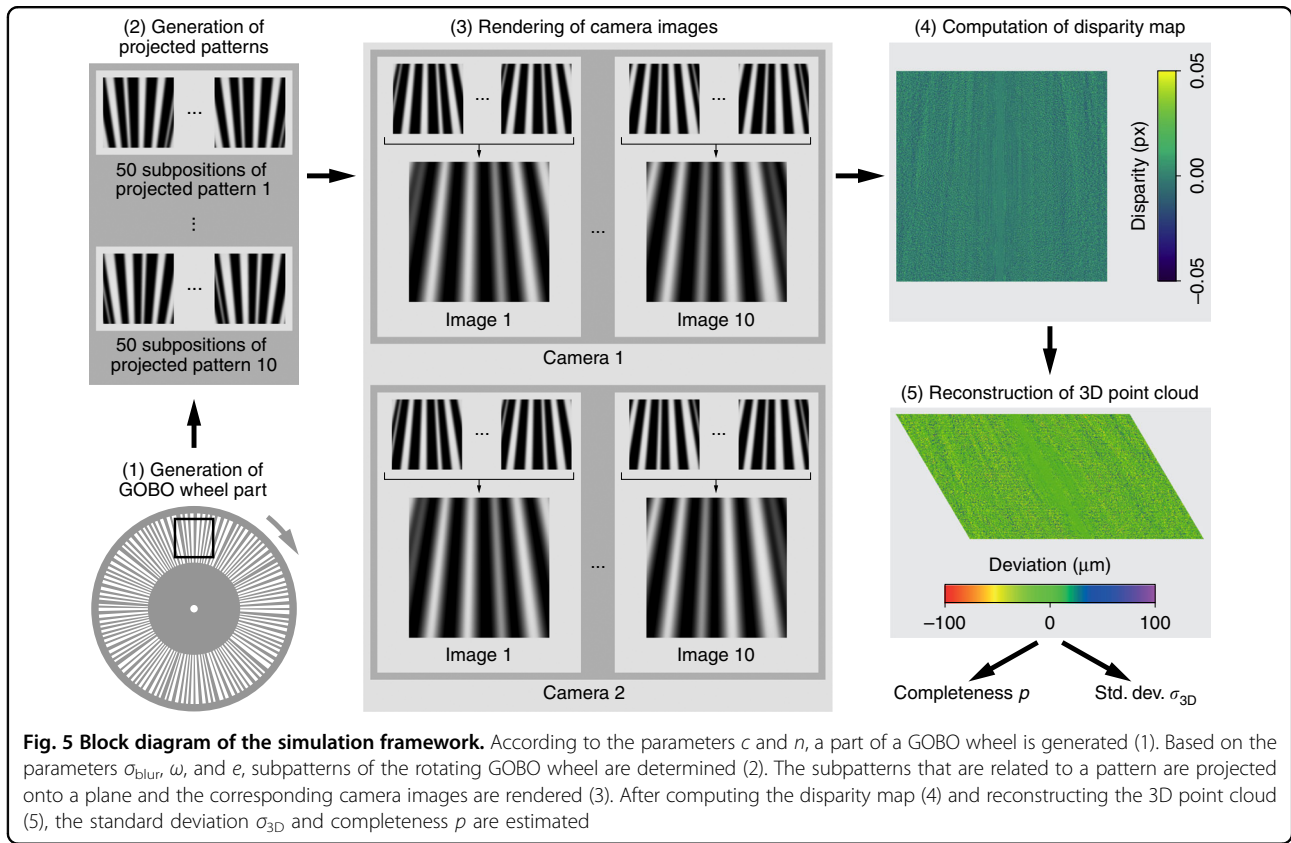 (2) Generation of
projected patterns
...
50 subpositions of
projected pattern 1
⋮
...
50 subpositions of
projected pattern 10
(1) Generation of
GOBO wheel part
(3) Rendering of camera images
...
...
...
Image 1
Image 10
Camera 1
...
...
...
Image 1
Image 10
Camera 2
(4) Computation of disparity map
Disparity (px)
0.05
0.00
−0.05
(5) Reconstruction of 3D point cloud
Deviation (μm)
−100
0
100
Completeness p
Std. dev. σ3D
Fig. 5 Block diagram of the simulation framework. According to the parameters c and n, a part of a GOBO wheel is generated (1). Based on the
parameters σblur, ω, and e, subpatterns of the rotating GOBO wheel are determined (2). The subpatterns that are related to a pattern are projected
onto a plane and the corresponding camera images are rendered (3). After computing the disparity map (4) and reconstructing the 3D point cloud
(5), the standard deviation σ3D and completeness p are estimated